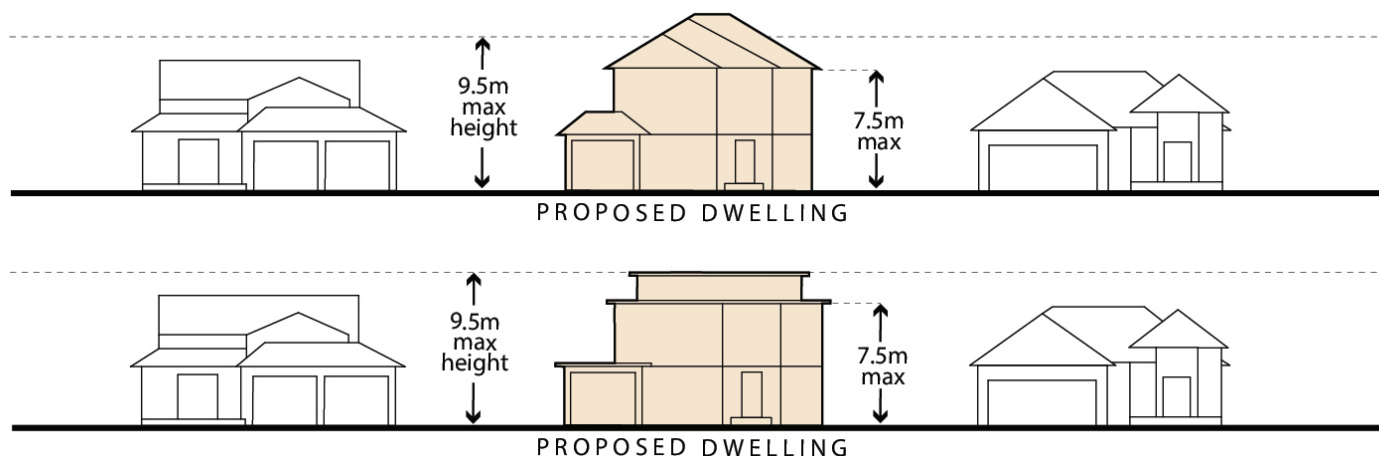 9.5m
max
height
7.5m
max
PROPOSED DWELLING
9.5m
max
height
7.5m
max
PROPOSED DWELLING